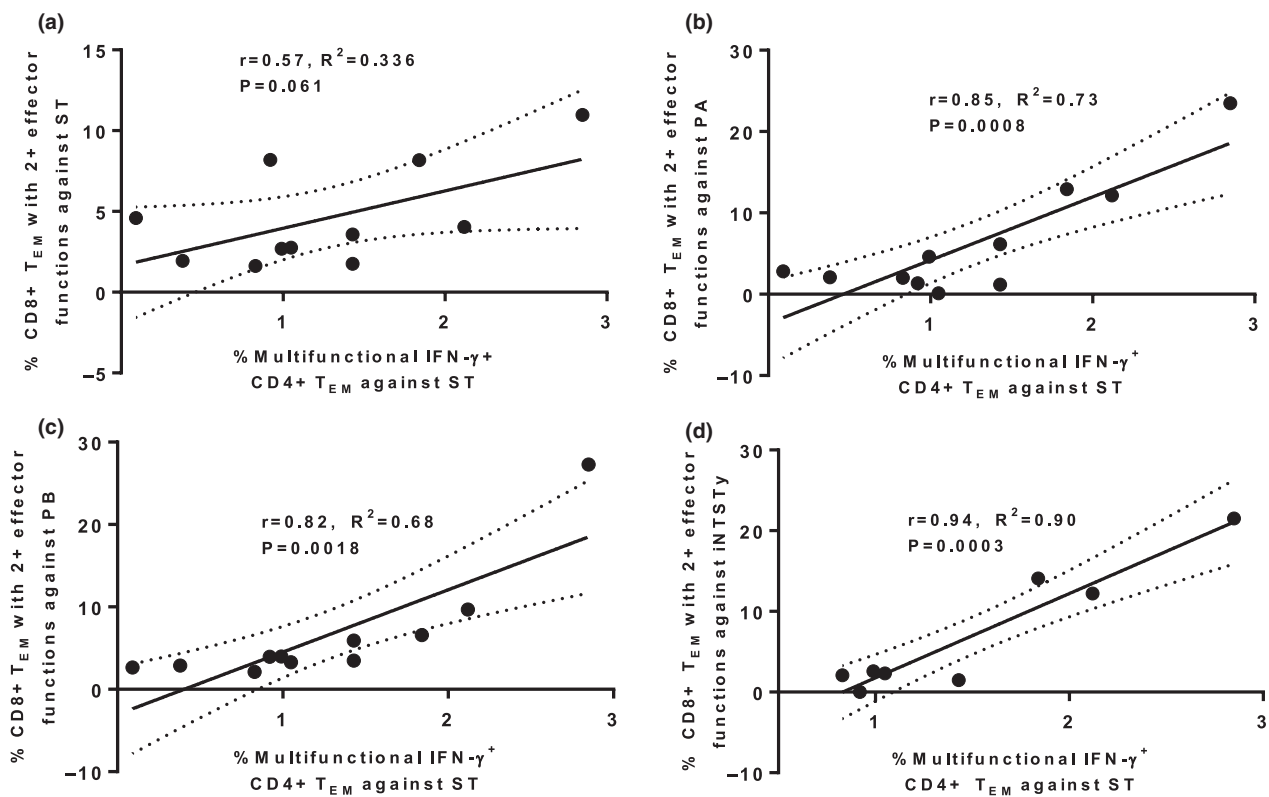 (a)
% CD8+ T_EM with 2+ effector
functions against ST
15
10
5
0
−5
r=0.57, R²=0.336
P=0.061
1
2
3
% Multifunctional IFN-γ+
CD4+ T_EM against ST
(b)
% CD8+ T_EM with 2+ effector
functions against PA
30
20
10
0
−10
r=0.85, R²=0.73
P=0.0008
1
2
3
% Multifunctional IFN-γ⁺
CD4+ T_EM against ST
(c)
% CD8+ T_EM with 2+ effector
functions against PB
30
20
10
0
−10
r=0.82, R²=0.68
P=0.0018
1
2
3
% Multifunctional IFN-γ⁺
CD4+ T_EM against ST
(d)
% CD8+ T_EM with 2+ effector
functions against iNTSTy
30
20
10
0
−10
r=0.94, R²=0.90
P=0.0003
1
2
3
% Multifunctional IFN-γ⁺
CD4+ T_EM against ST